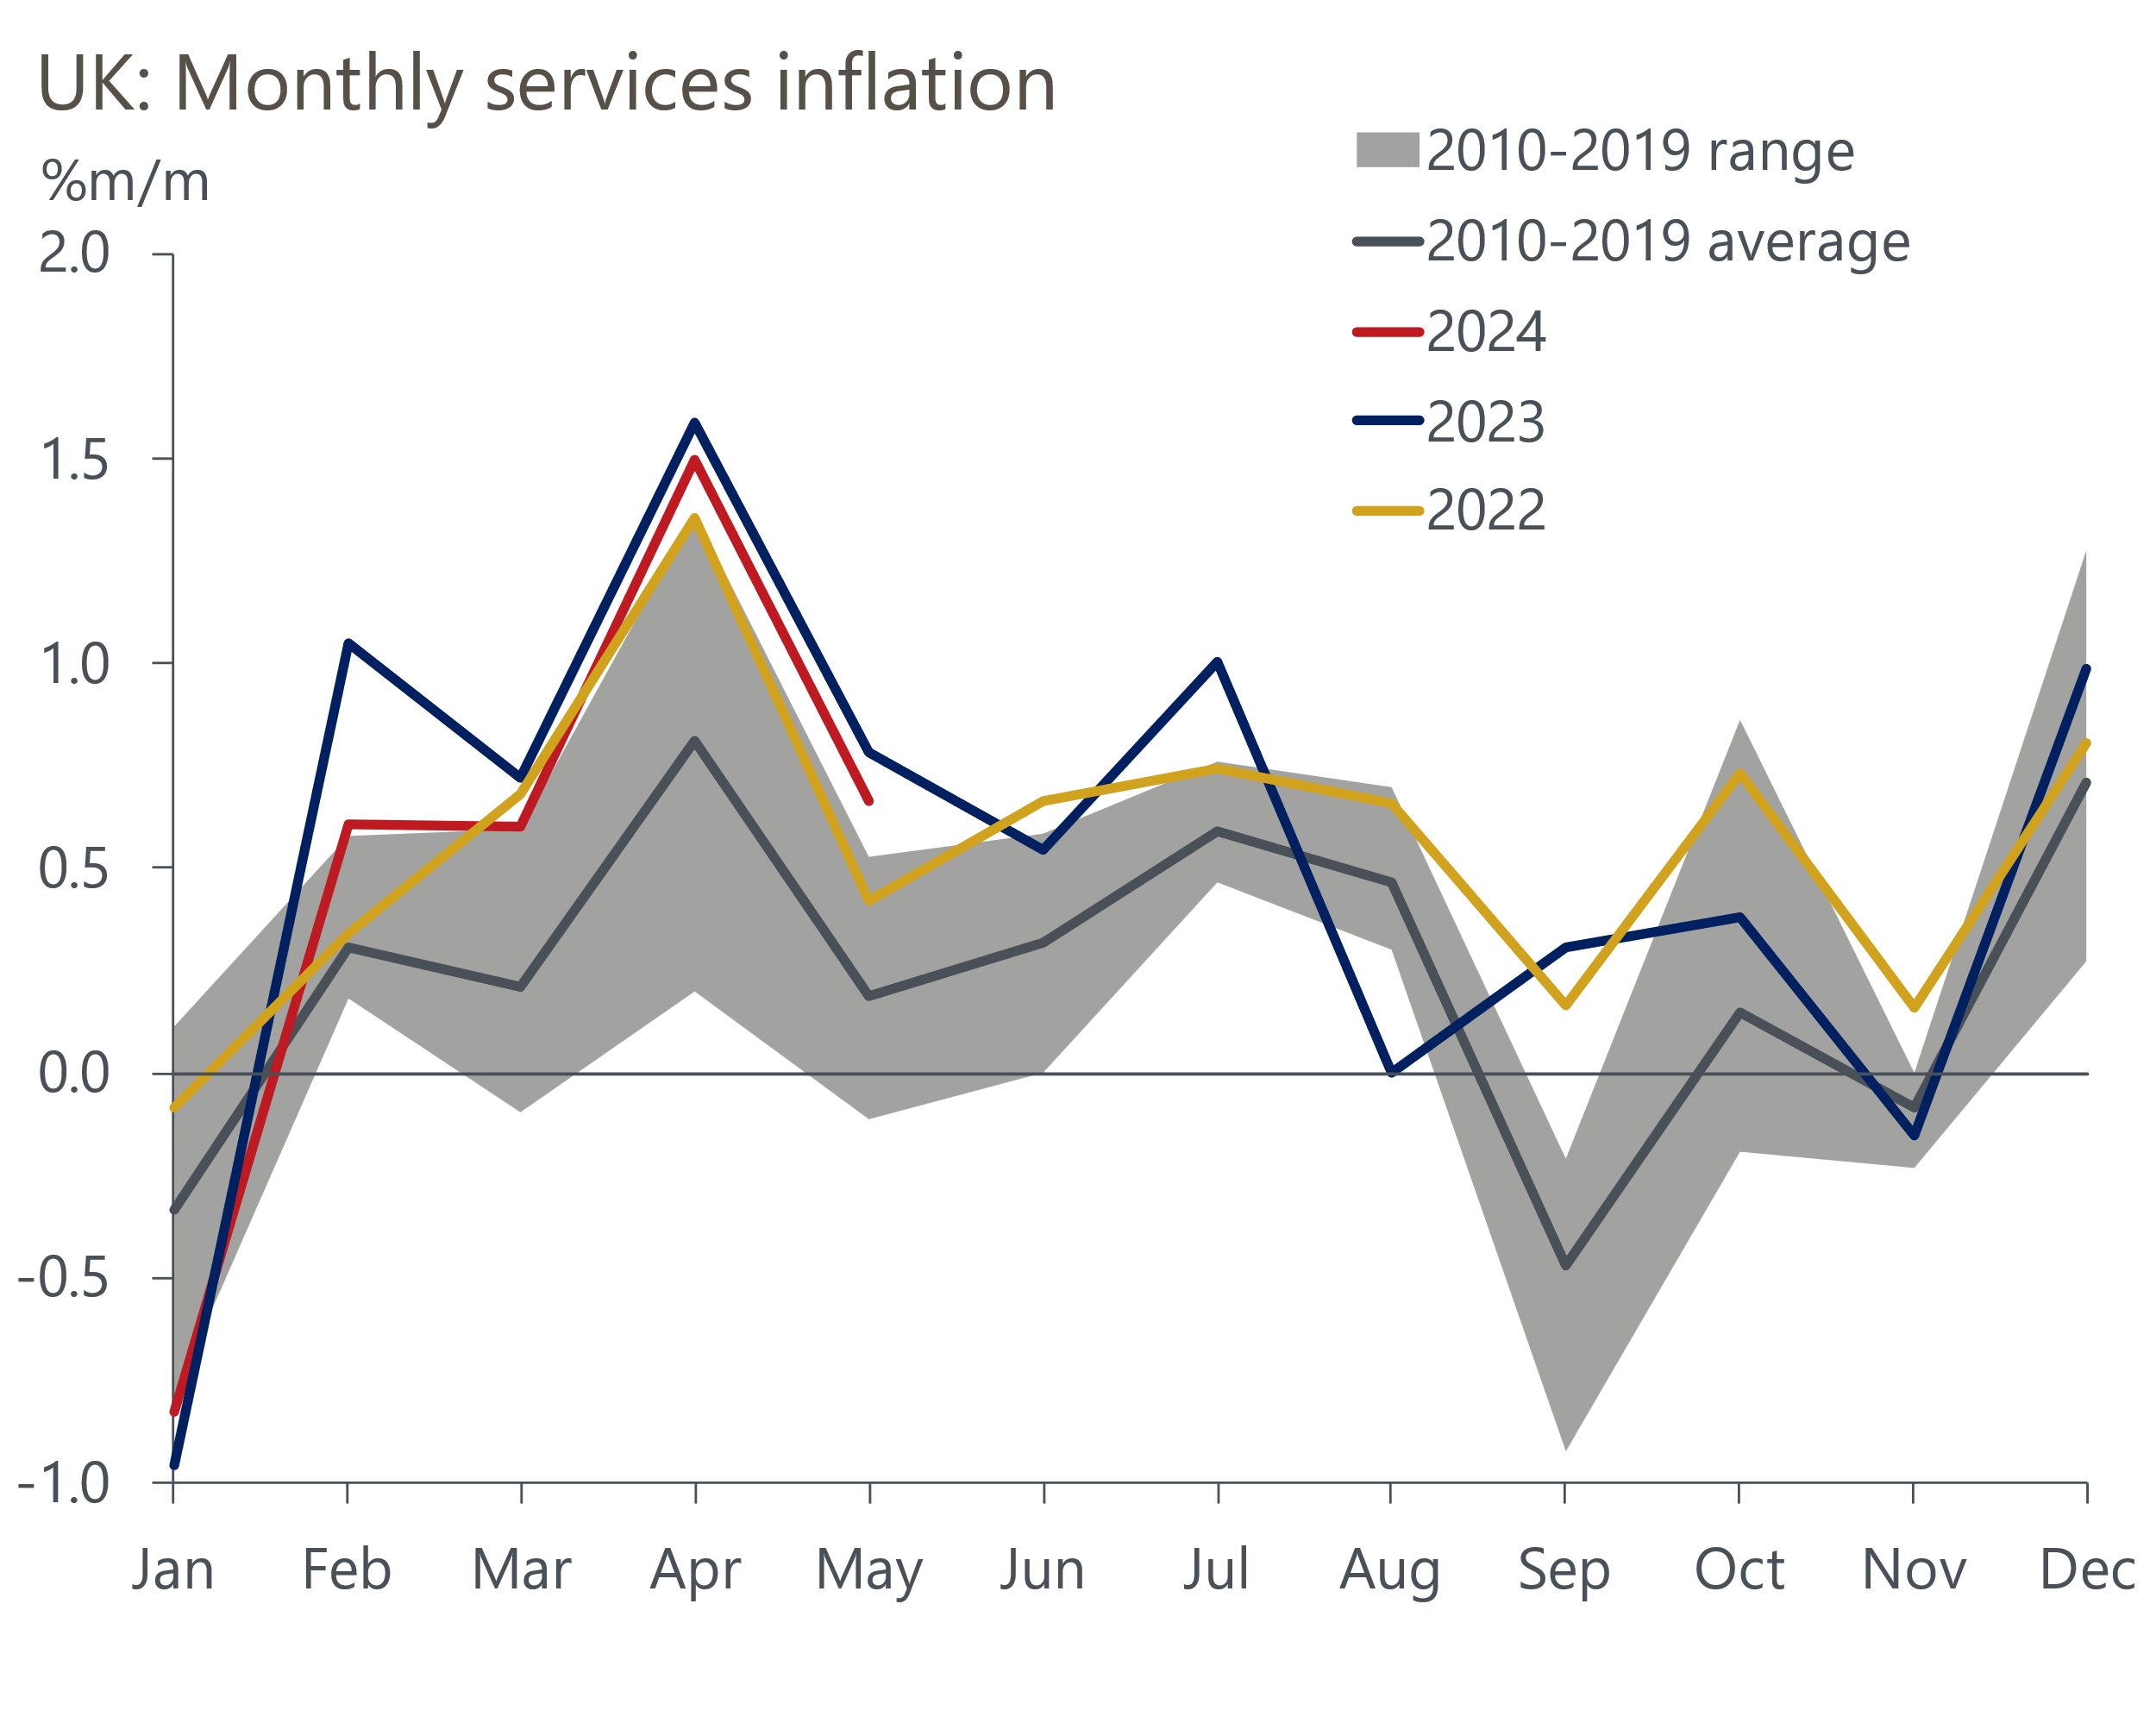 UK: Monthly services inflation
%m/m
2010-2019 range
2010-2019 average
2024
2023
2022
2.0
1.5
1.0
0.5
0.0
-0.5
-1.0
Jan Feb Mar Apr May Jun Jul Aug Sep Oct Nov Dec